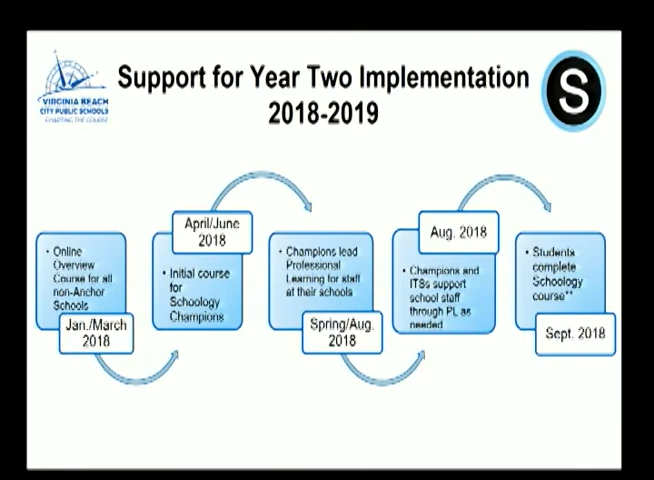 VIRGINIA BEACH
CITY PUBLIC SCHOOLS
CHARTING THE COURSE
Support for Year Two Implementation
2018-2019
S
• Online
Overview
Course for all
non-Anchor
Schools
Jan./March
2018
April/June
2018
• Initial course
for
Schoology
Champions
• Champions lead
Professional
Learning for staff
at their schools
Spring/Aug.
2018
Aug. 2018
• Champions and
ITSs support
school staff
through PL as
needed
• Students
complete
Schoology
course**
Sept. 2018